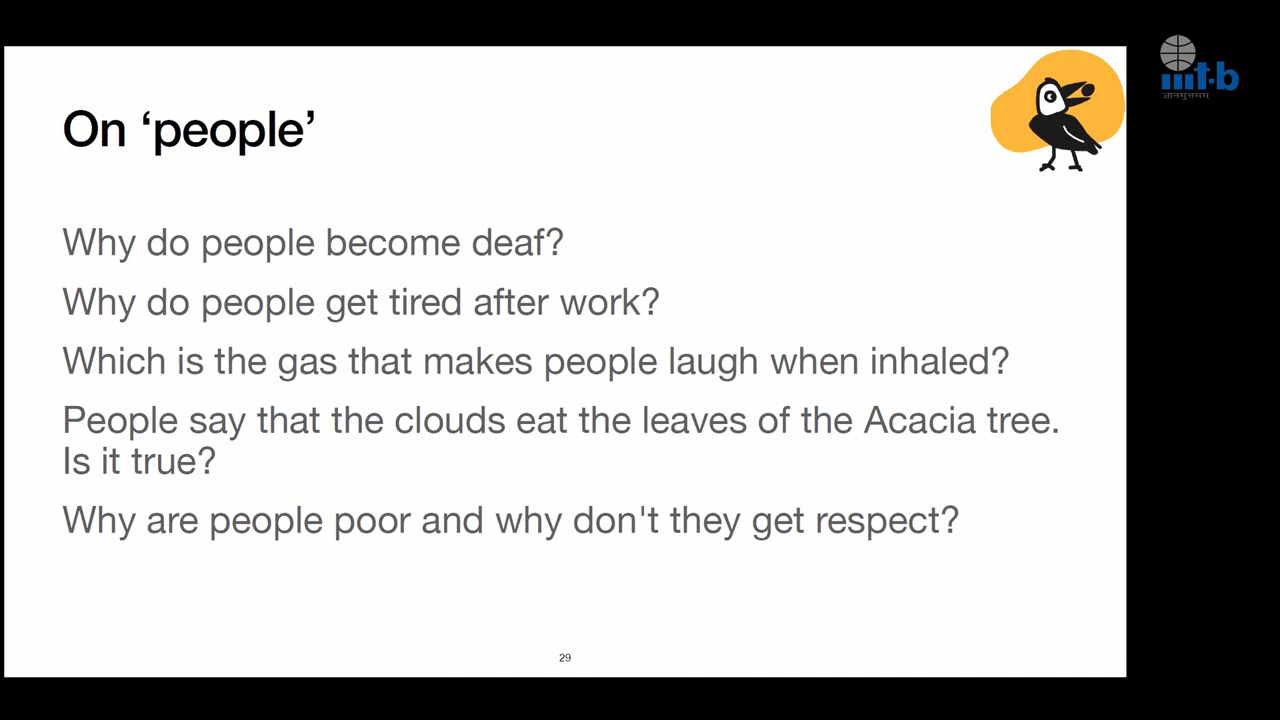 On ‘people’
iiit-b
ज्ञानमुत्तमम्
Why do people become deaf?
Why do people get tired after work?
Which is the gas that makes people laugh when inhaled?
People say that the clouds eat the leaves of the Acacia tree.
Is it true?
Why are people poor and why don't they get respect?
29